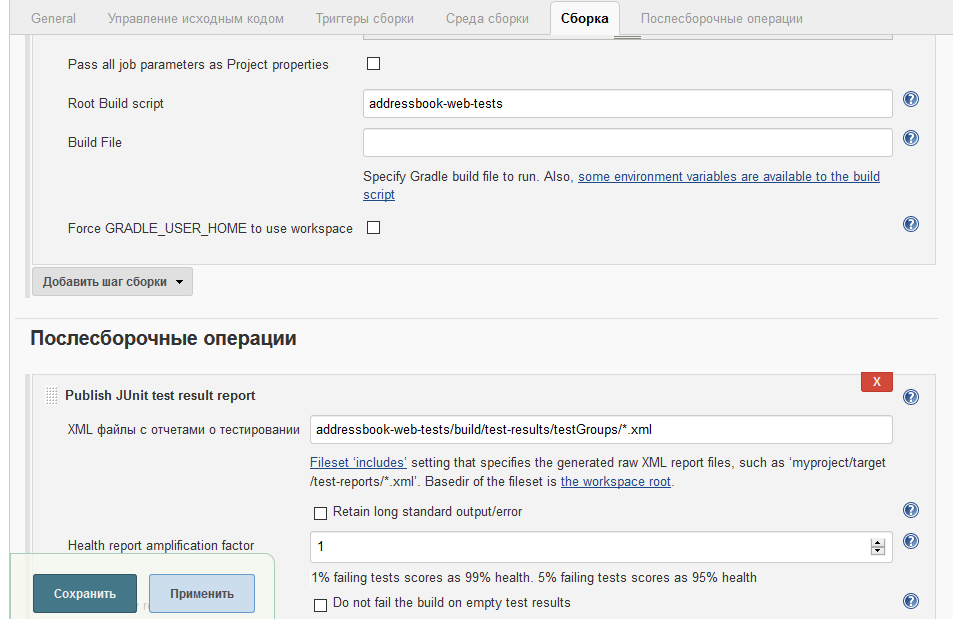 General Управление исходным кодом Триггеры сборки Среда сборки Сборка Послесборочные операции
Pass all job parameters as Project properties
Root Build script addressbook-web-tests
Build File
Specify Gradle build file to run. Also, some environment variables are available to the build
script
Force GRADLE_USER_HOME to use workspace
Добавить шаг сборки
Послесборочные операции
X
Publish JUnit test result report
XML файлы с отчетами о тестировании addressbook-web-tests/build/test-results/testGroups/*.xml
Fileset ‘includes’ setting that specifies the generated raw XML report files, such as ‘myproject/target
/test-reports/*.xml’. Basedir of the fileset is the workspace root.
Retain long standard output/error
Health report amplification factor 1
1% failing tests scores as 99% health. 5% failing tests scores as 95% health
Сохранить Применить
Do not fail the build on empty test results